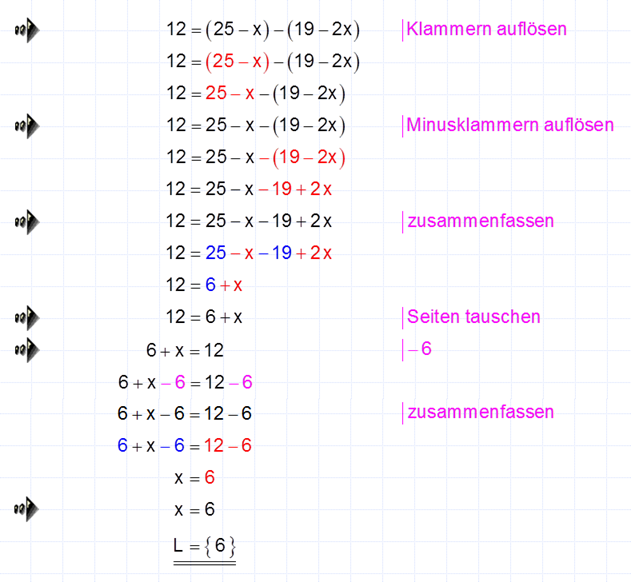 12 = (25 − x) − (19 − 2x) |Klammern auflösen
12 = (25 − x) − (19 − 2x)
12 = 25 − x − (19 − 2x)
12 = 25 − x − (19 − 2x) |Minusklammern auflösen
12 = 25 − x − (19 − 2x)
12 = 25 − x − 19 + 2x
12 = 25 − x − 19 + 2x |zusammenfassen
12 = 25 − x − 19 + 2x
12 = 6 + x
12 = 6 + x |Seiten tauschen
6 + x = 12 |− 6
6 + x − 6 = 12 − 6
6 + x − 6 = 12 − 6 |zusammenfassen
6 + x − 6 = 12 − 6
x = 6
x = 6
L = {6}